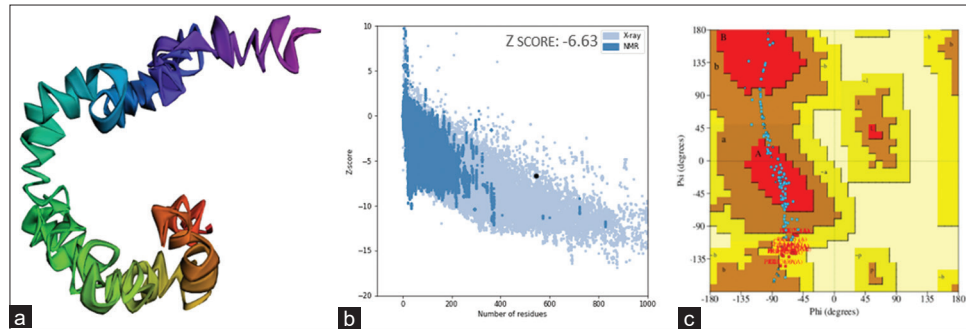 a
b
Z SCORE: -6.63
X-ray
NMR
Z-score
10
5
0
-5
-10
-15
-20
0
200
400
600
800
1000
Number of residues
c
Psi (degrees)
180
135
90
45
0
-45
-90
-135
B
b
a
A
-180
-135
-90
-45
0
45
90
135
180
Phi (degrees)